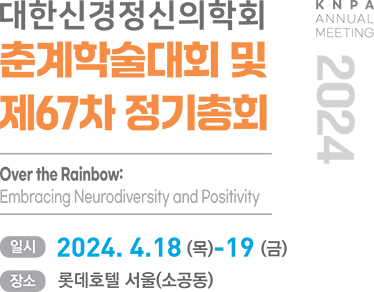 대한신경정신의학회
춘계학술대회 및
제67차 정기총회
KNPA
ANNUAL
MEETING
2024
Over the Rainbow:
Embracing Neurodiversity and Positivity
일시 2024. 4.18 (목)-19 (금)
장소 롯데호텔 서울(소공동)